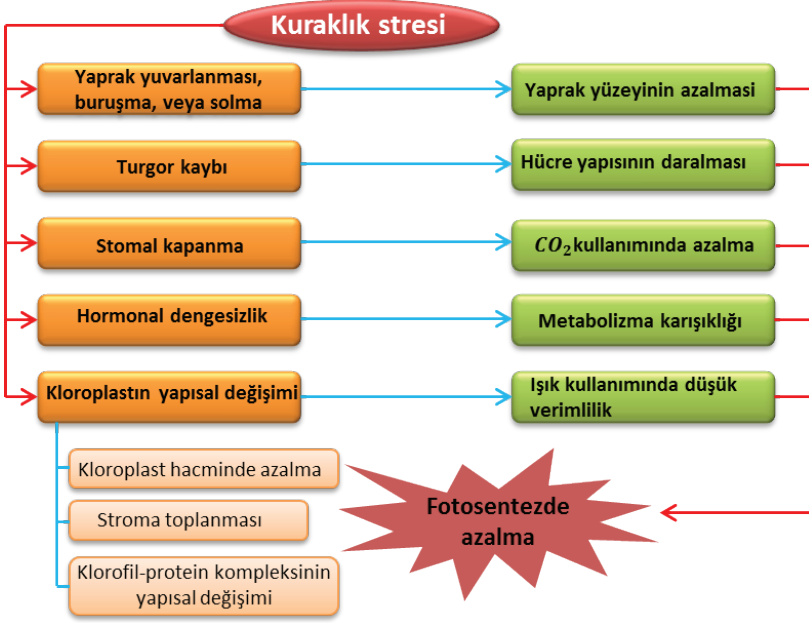 Kuraklık stresi
Yaprak yuvarlanması,
buruşma, veya solma
Yaprak yüzeyinin azalmasi
Turgor kaybı
Hücre yapısının daralması
Stomal kapanma
CO₂ kullanımında azalma
Hormonal dengesizlik
Metabolizma karışıklığı
Kloroplastın yapısal değişimi
Işık kullanımında düşük
verimlilik
Kloroplast hacminde azalma
Stroma toplanması
Klorofil-protein kompleksinin
yapısal değişimi
Fotosentezde
azalma